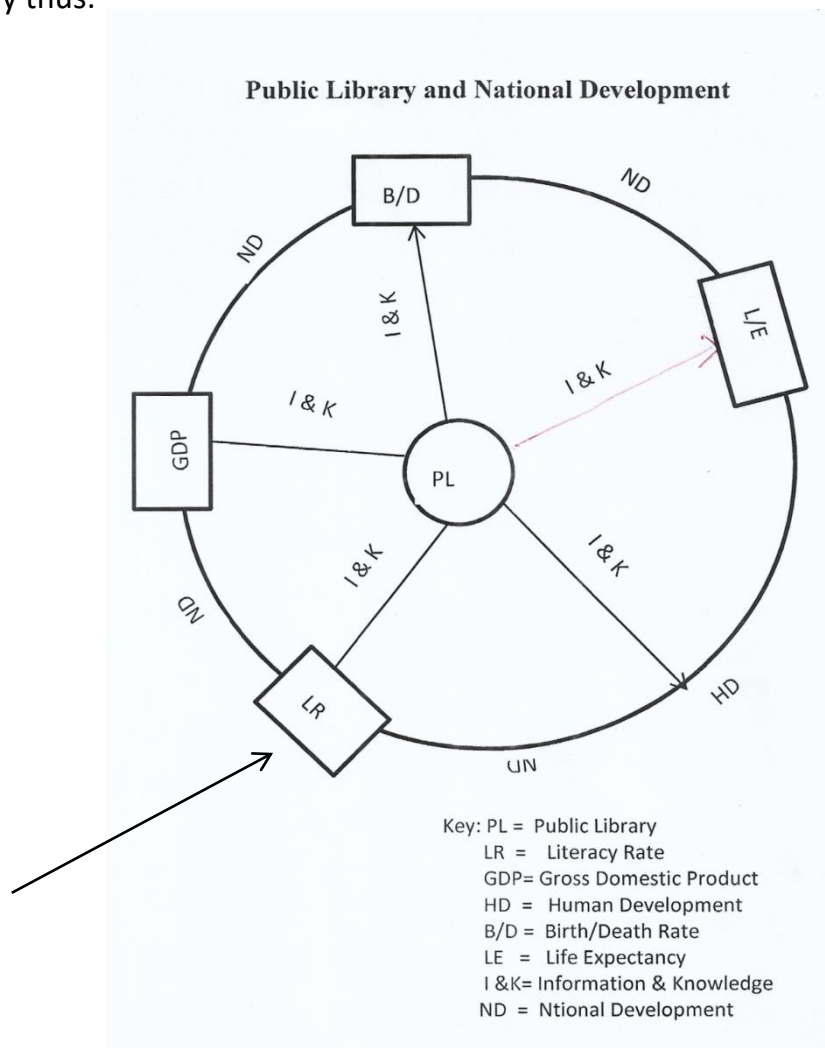 y thus:
Public Library and National Development
B/D
ND
ND
L/E
I & K
I & K
I & K
GDP
PL
I & K
I & K
ND
LR
HD
UN
Key: PL = Public Library
LR = Literacy Rate
GDP= Gross Domestic Product
HD = Human Development
B/D = Birth/Death Rate
LE = Life Expectancy
I &K= Information & Knowledge
ND = Ntional Development